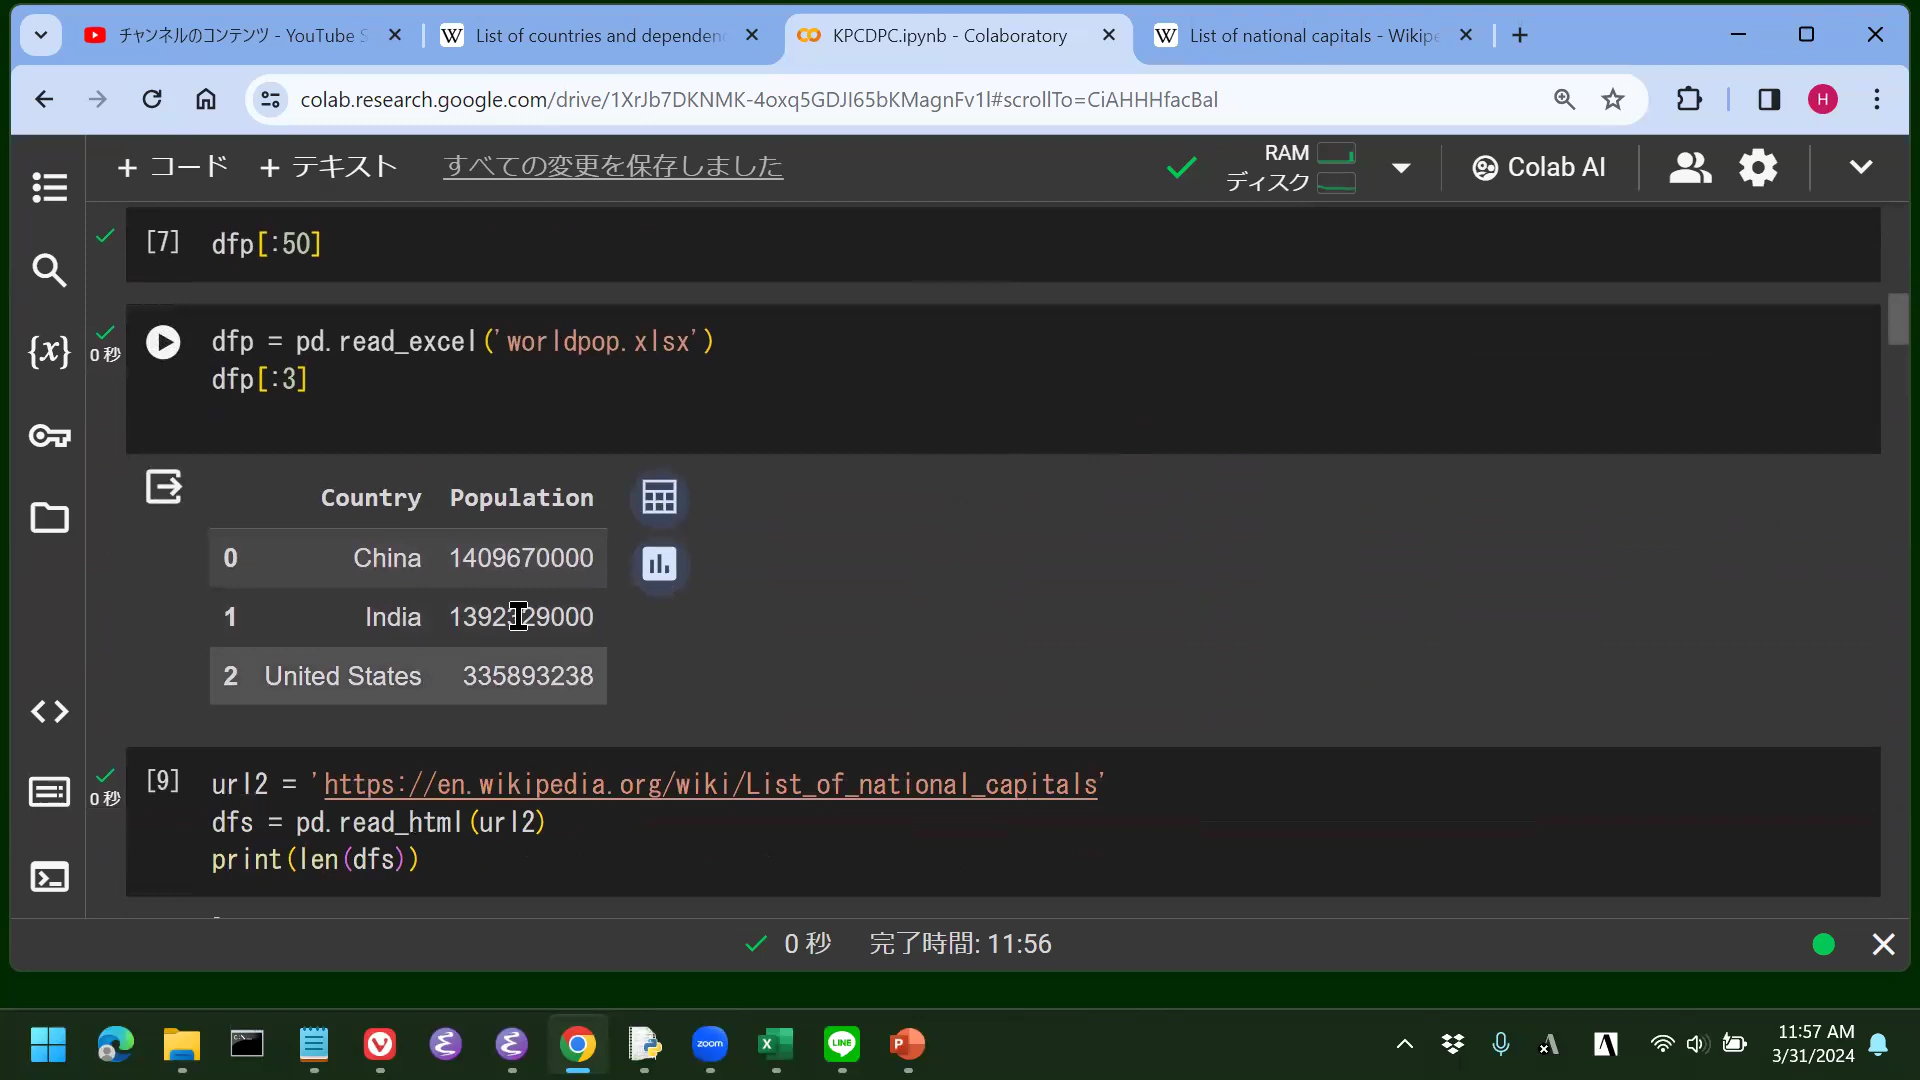 チャンネルのコンテンツ - YouTube S
List of countries and dependen
KPCDPC.ipynb - Colaboratory
List of national capitals - Wikipe
colab.research.google.com/drive/1XrJb7DKNMK-4oxq5GDJI65bKMagnFv1l#scrollTo=CiAHHHfacBal
H
+ コード
+ テキスト
すべての変更を保存しました
RAM
ディスク
Colab AI
[7] dfp[:50]
0 秒
dfp = pd.read_excel('worldpop.xlsx')
dfp[:3]
Country Population
0 China 1409670000
1 India 1392329000
2 United States 335893238
[9] url2 = 'https://en.wikipedia.org/wiki/List_of_national_capitals'
0 秒
dfs = pd.read_html(url2)
print(len(dfs))
0 秒 完了時間: 11:56
zoom
LINE
A
11:57 AM
3/31/2024